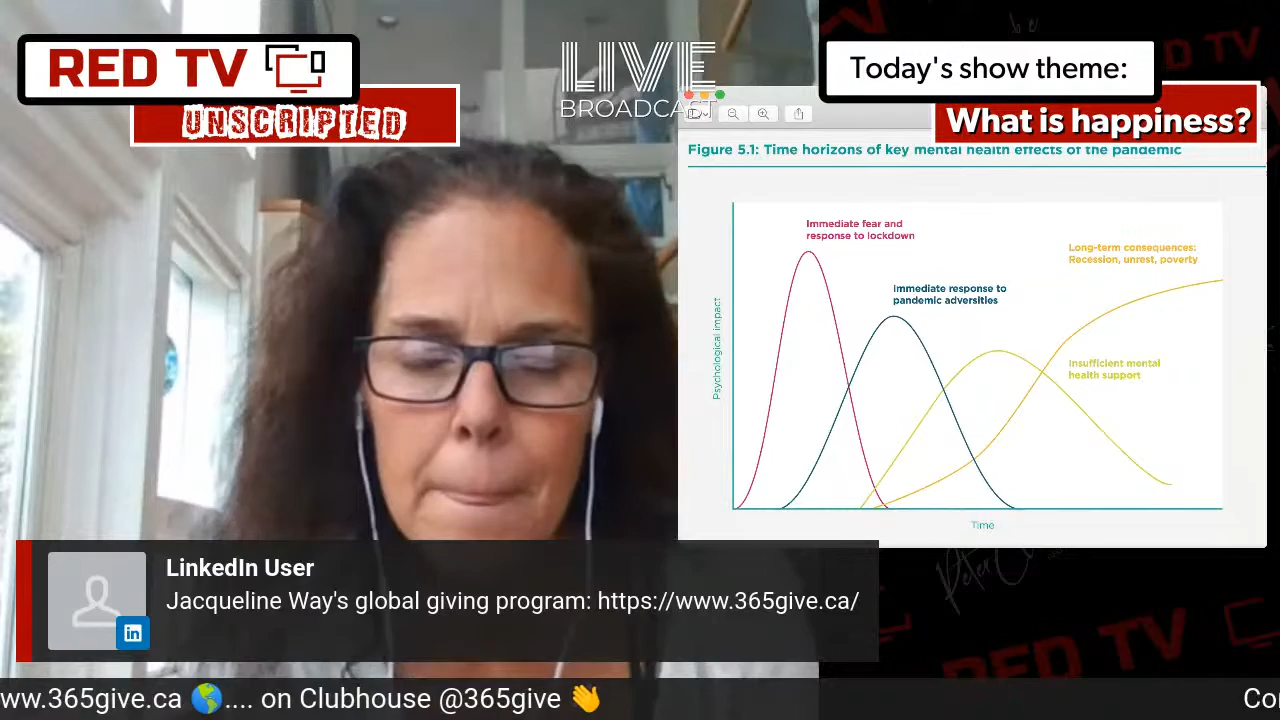 RED TV
UNSCRIPTED
LIVE
BROADCAST
Today's show theme:
What is happiness?
Figure 5.1: Time horizons of key mental health effects of the pandemic
Immediate fear and
response to lockdown
Immediate response to
pandemic adversities
Long-term consequences:
Recession, unrest, poverty
Insufficient mental
health support
Psychological impact
Time
LinkedIn User
Jacqueline Way's global giving program: https://www.365give.ca/
in
ww.365give.ca 🌎.... on Clubhouse @365give 👋
RED TV